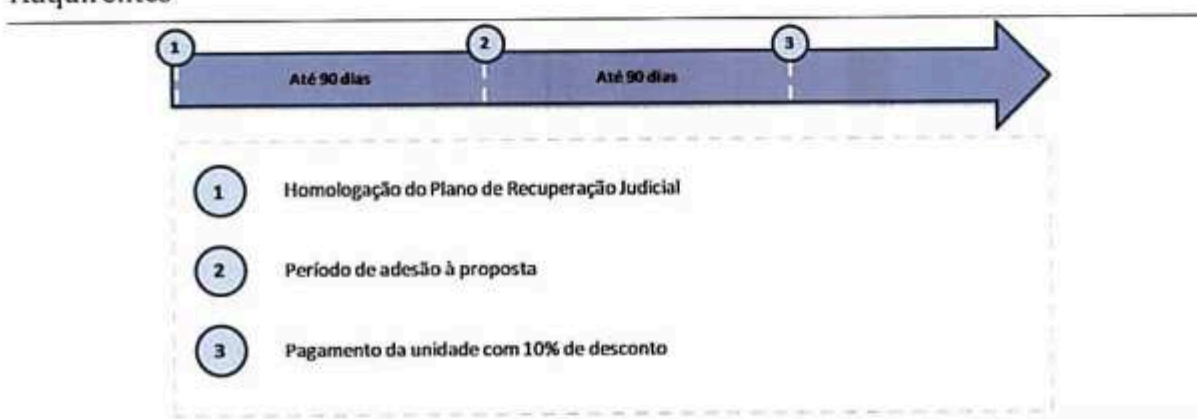 1
2
3
Até 90 dias
Até 90 dias
1
Homologação do Plano de Recuperação Judicial
2
Período de adesão à proposta
3
Pagamento da unidade com 10% de desconto